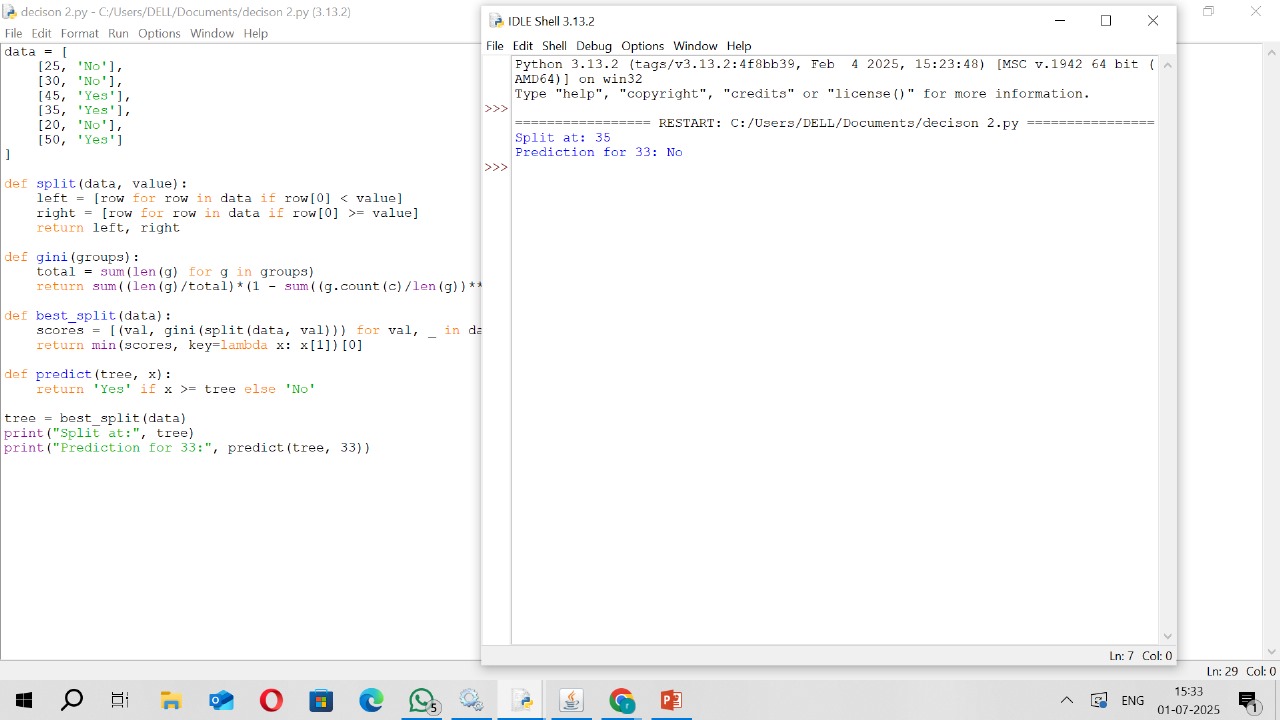 decison 2.py - C:/Users/DELL/Documents/decison 2.py (3.13.2)
File Edit Format Run Options Window Help
data = [
    [25, 'No'],
    [30, 'No'],
    [45, 'Yes'],
    [35, 'Yes'],
    [20, 'No'],
    [50, 'Yes']
]
def split(data, value):
    left = [row for row in data if row[0] < value]
    right = [row for row in data if row[0] >= value]
    return left, right
def gini(groups):
    total = sum(len(g) for g in groups)
    return sum((len(g)/total)*(1 - sum((g.count(c)/len(g))**
def best_split(data):
    scores = [(val, gini(split(data, val))) for val, _ in da
    return min(scores, key=lambda x: x[1])[0]
def predict(tree, x):
    return 'Yes' if x >= tree else 'No'
tree = best_split(data)
print("Split at:", tree)
print("Prediction for 33:", predict(tree, 33))
Ln: 29 Col: 0
IDLE Shell 3.13.2
File Edit Shell Debug Options Window Help
Python 3.13.2 (tags/v3.13.2:4f8bb39, Feb  4 2025, 15:23:48) [MSC v.1942 64 bit (
AMD64)] on win32
Type "help", "copyright", "credits" or "license()" for more information.
>>>
================= RESTART: C:/Users/DELL/Documents/decison 2.py ================
Split at: 35
Prediction for 33: No
>>>
Ln: 7 Col: 0
5
ENG
15:33
01-07-2025
1